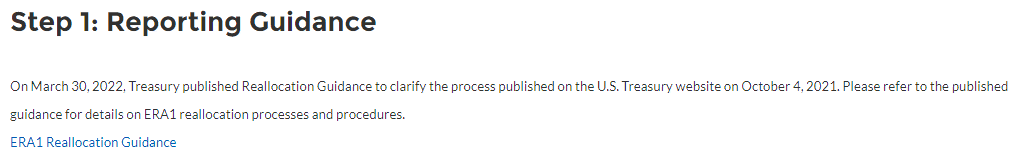 Step 1: Reporting Guidance
On March 30, 2022, Treasury published Reallocation Guidance to clarify the process published on the U.S. Treasury website on October 4, 2021. Please refer to the published
guidance for details on ERA1 reallocation processes and procedures.
ERA1 Reallocation Guidance